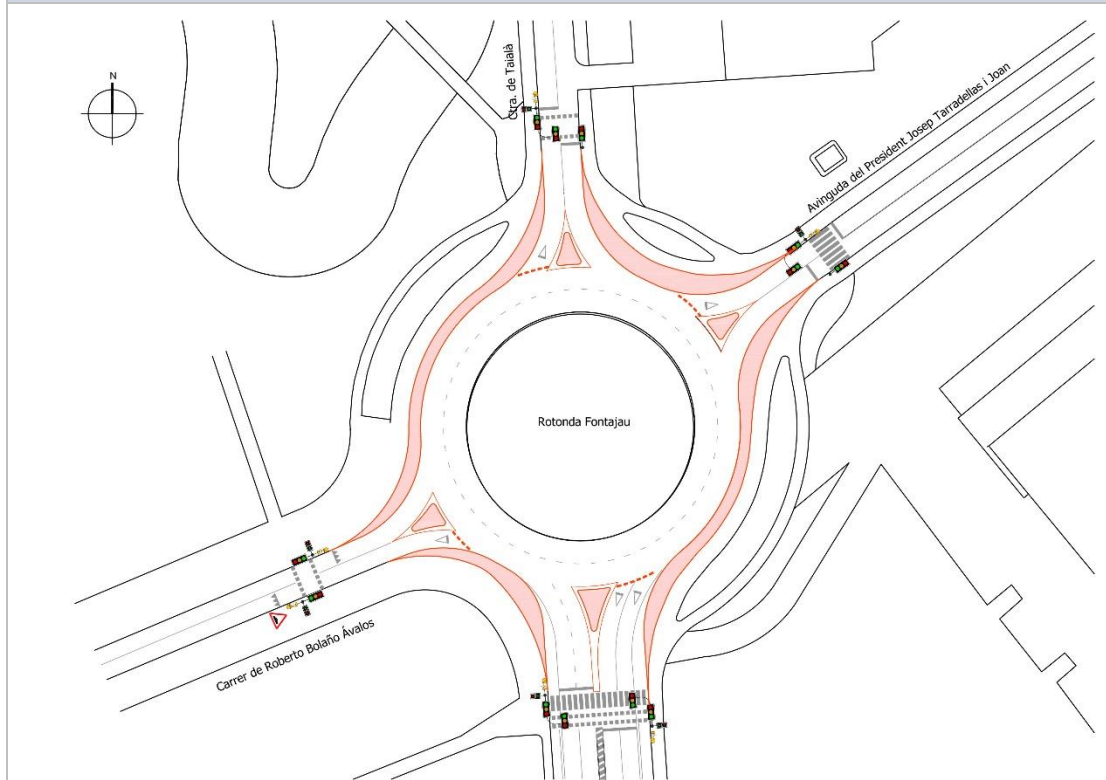 N
Ctra. de Taialà
Avinguda del President Josep Tarradellas i Joan
Rotonda Fontajau
Carrer de Roberto Bolaño Ávalos